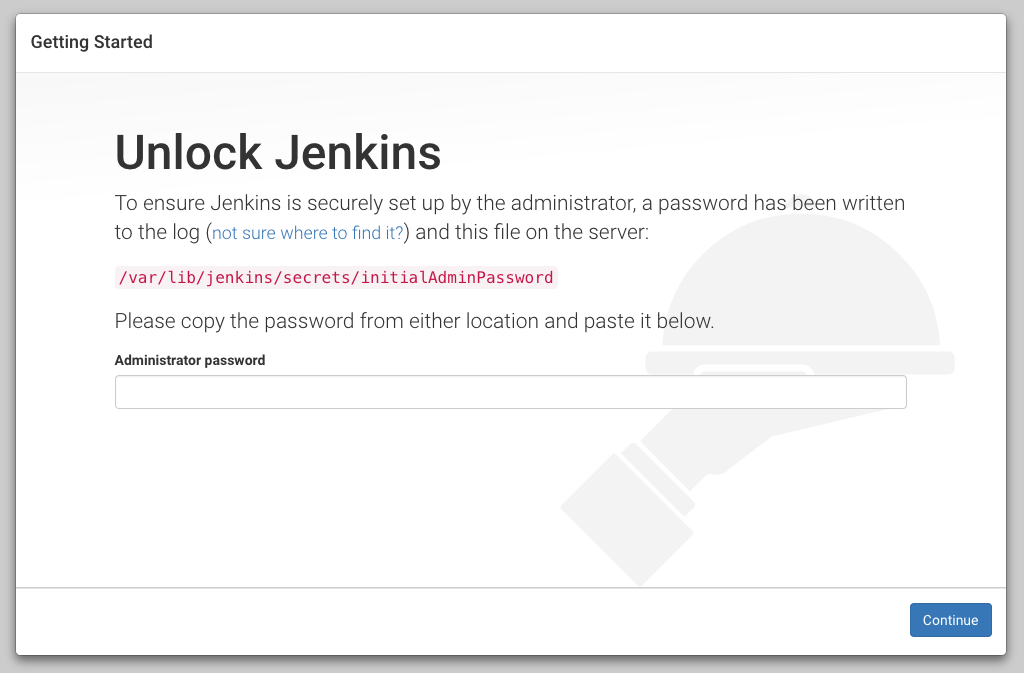 Getting Started
Unlock Jenkins
To ensure Jenkins is securely set up by the administrator, a password has been written
to the log (not sure where to find it?) and this file on the server:
/var/lib/jenkins/secrets/initialAdminPassword
Please copy the password from either location and paste it below.
Administrator password
Continue